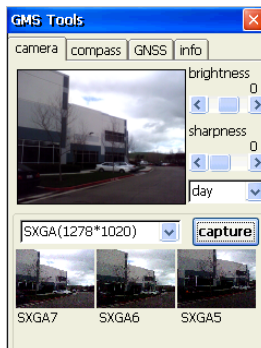 GMS Tools
camera compass GNSS info
brightness
0
sharpness
0
day
SXGA(1278*1020) capture
SXGA7 SXGA6 SXGA5